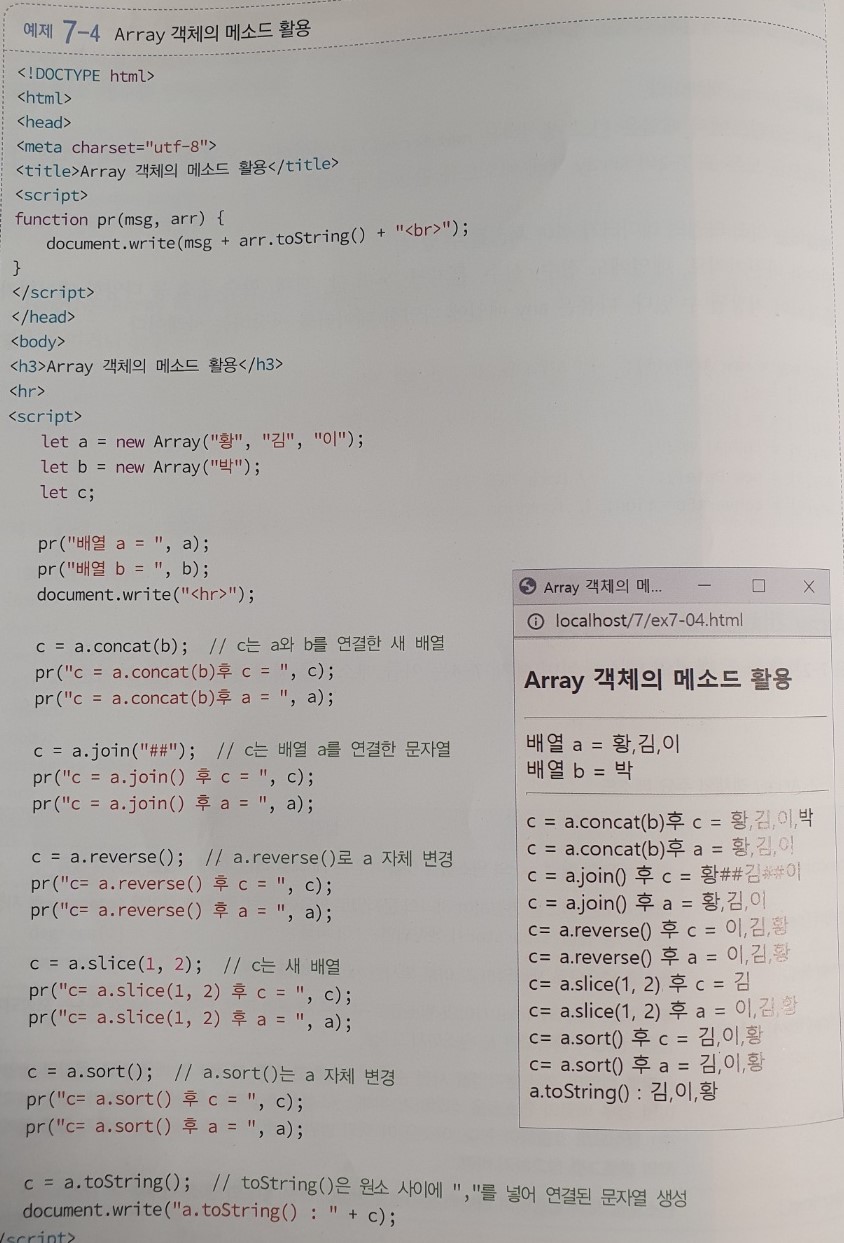 예제 7-4 Array 객체의 메소드 활용
<!DOCTYPE html>
<html>
<head>
<meta charset="utf-8">
<title>Array 객체의 메소드 활용</title>
<script>
function pr(msg, arr) {
document.write(msg + arr.toString() + "<br>");
}
</script>
</head>
<body>
<h3>Array 객체의 메소드 활용</h3>
<hr>
<script>
let a = new Array("황", "김", "이");
let b = new Array("박");
let c;
pr("배열 a = ", a);
pr("배열 b = ", b);
document.write("<hr>");
c = a.concat(b); // c는 a와 b를 연결한 새 배열
pr("c = a.concat(b)후 c = ", c);
pr("c = a.concat(b)후 a = ", a);
c = a.join("##"); // c는 배열 a를 연결한 문자열
pr("c = a.join() 후 c = ", c);
pr("c = a.join() 후 a = ", a);
c = a.reverse(); // a.reverse()로 a 자체 변경
pr("c= a.reverse() 후 c = ", c);
pr("c= a.reverse() 후 a = ", a);
c = a.slice(1, 2); // c는 새 배열
pr("c= a.slice(1, 2) 후 c = ", c);
pr("c= a.slice(1, 2) 후 a = ", a);
c = a.sort(); // a.sort()는 a 자체 변경
pr("c= a.sort() 후 c = ", c);
pr("c= a.sort() 후 a = ", a);
c = a.toString(); // toString()은 원소 사이에 ","를 넣어 연결된 문자열 생성
document.write("a.toString() : " + c);
/script>
Array 객체의 메...
localhost/7/ex7-04.html
Array 객체의 메소드 활용
배열 a = 황,김,이
배열 b = 박
c = a.concat(b)후 c = 황,김,이,박
c = a.concat(b)후 a = 황,김,이
c = a.join() 후 c = 황##김##이
c = a.join() 후 a = 황,김,이
c= a.reverse() 후 c = 이,김,황
c= a.reverse() 후 a = 이,김,황
c= a.slice(1, 2) 후 c = 김
c= a.slice(1, 2) 후 a = 이,김,황
c= a.sort() 후 c = 김,이,황
c= a.sort() 후 a = 김,이,황
a.toString() : 김,이,황